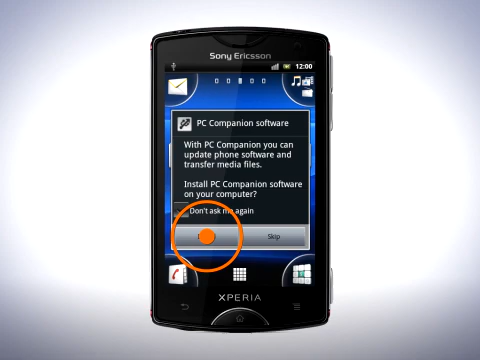 Sony Ericsson
12:00
PC Companion software
With PC Companion you can
update phone software and
transfer media files.
Install PC Companion software
on your computer?
Don't ask me again
Skip
XPERIA